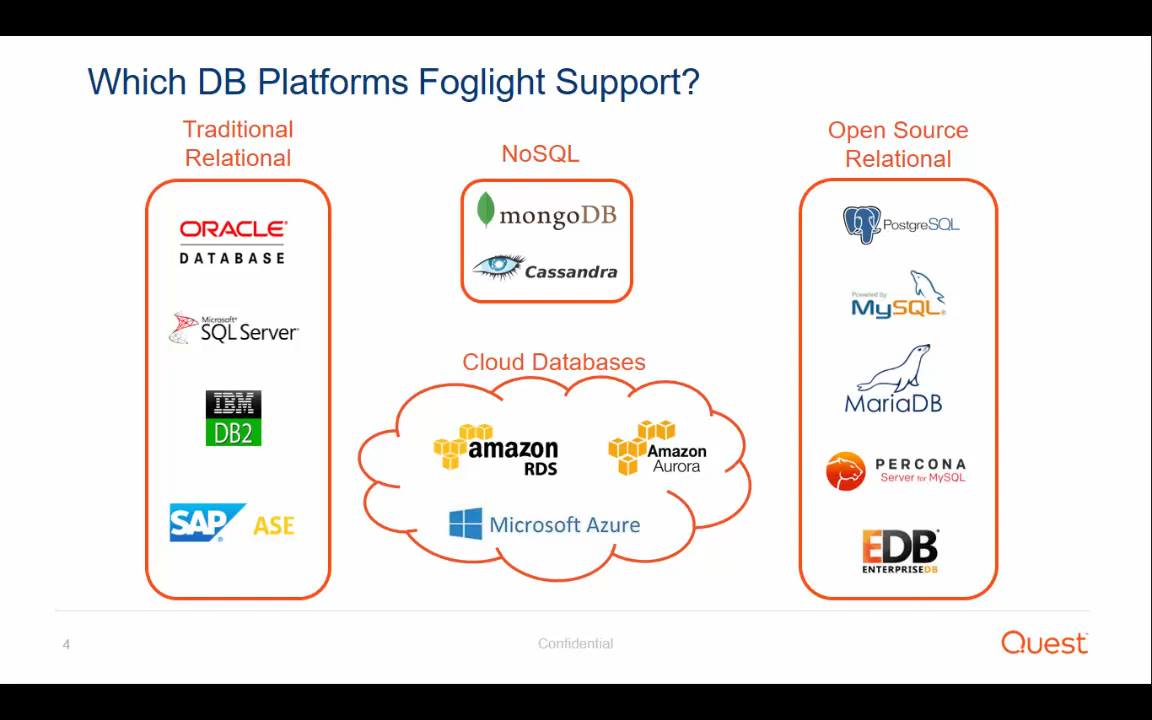 Which DB Platforms Foglight Support?
Traditional
Relational
ORACLE®
DATABASE
Microsoft®
SQL Server®
IBM
DB2
SAP® ASE
NoSQL
mongoDB
Cassandra
Cloud Databases
amazon
RDS
Amazon
Aurora
Microsoft Azure
Open Source
Relational
PostgreSQL
Powered by
MySQL®
MariaDB
PERCONA
Server for MySQL
EDB
ENTERPRISEDB
4
Confidential
Quest